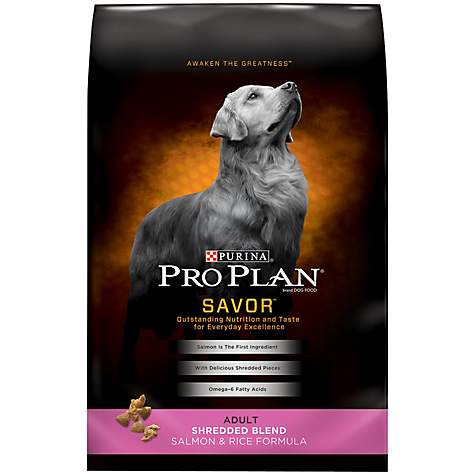 AWAKEN THE GREATNESS™
PURINA®
PRO PLAN®
brand DOG FOOD
SAVOR™
Outstanding Nutrition and Taste
for Everyday Excellence
Salmon Is The First Ingredient
With Delicious Shredded Pieces
Omega-6 Fatty Acids
ADULT
SHREDDED BLEND
SALMON & RICE FORMULA